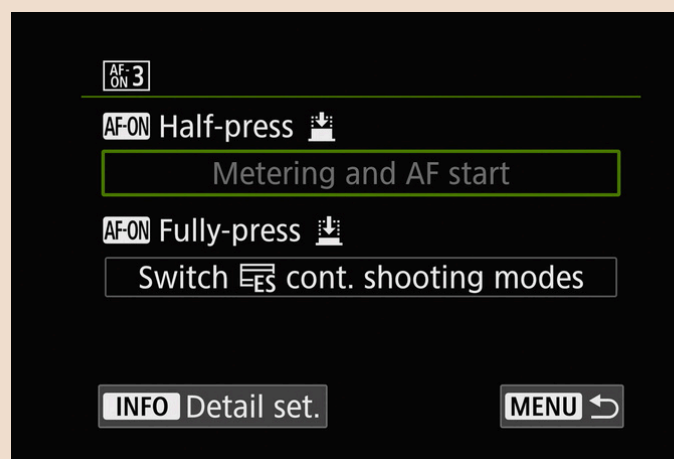 AF-ON 3
AF-ON Half-press
Metering and AF start
AF-ON Fully-press
Switch ES cont. shooting modes
INFO Detail set.
MENU